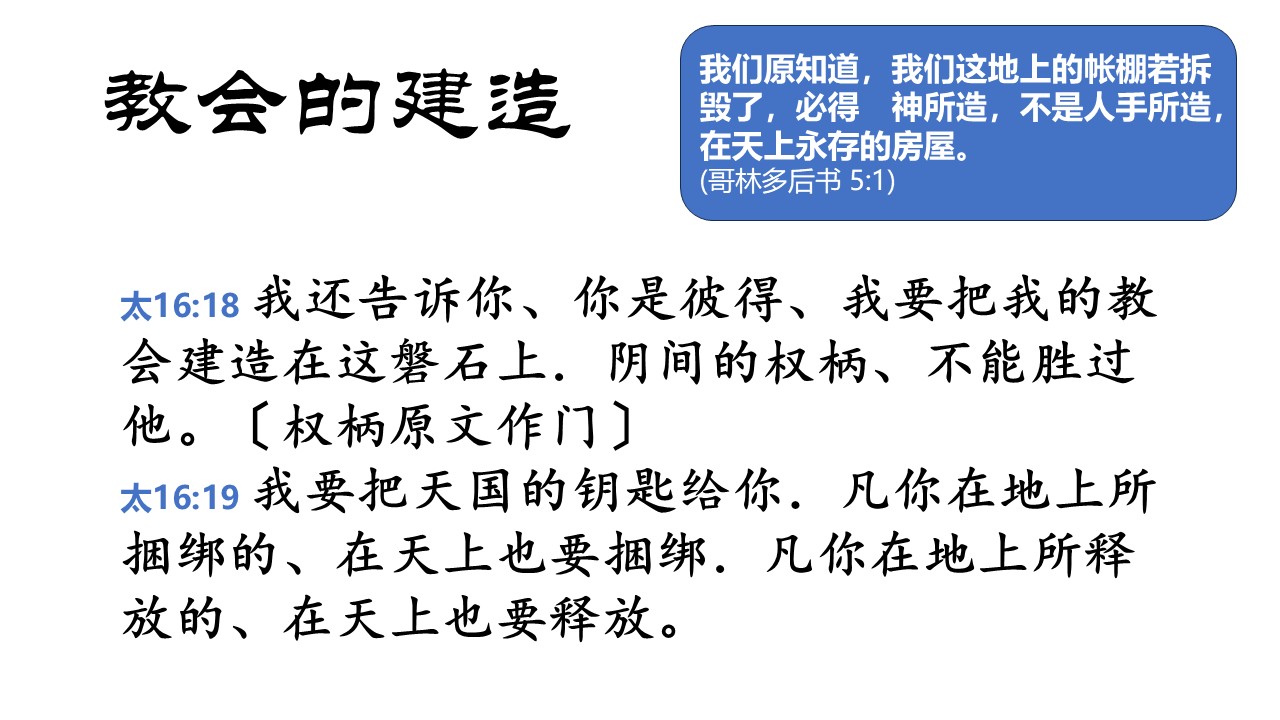 教会的建造
我们原知道，我们这地上的帐棚若拆
毁了，必得　神所造，不是人手所造，
在天上永存的房屋。
(哥林多后书 5:1)
太16:18 我还告诉你、你是彼得、我要把我的教
会建造在这磐石上．阴间的权柄、不能胜过
他。〔权柄原文作门〕
太16:19 我要把天国的钥匙给你．凡你在地上所
捆绑的、在天上也要捆绑．凡你在地上所释
放的、在天上也要释放。